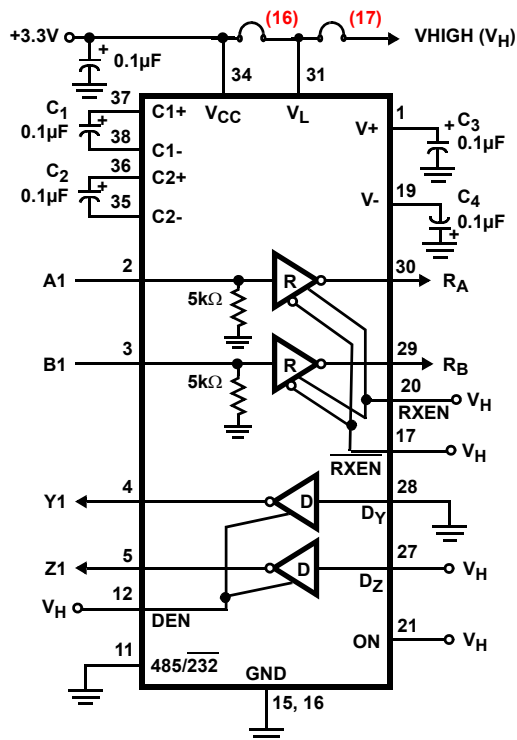 (16) (17)
+3.3V VHIGH (VH)
+ 0.1µF
34 31
C1 0.1µF + 37 C1+ VCC VL V+ 1 + C3 0.1µF
38 C1-
C2 0.1µF + 36 C2+
35 C2- V- 19 C4 0.1µF +
A1 2 R 30 RA
5kΩ
B1 3 R 29 RB
5kΩ
20 RXEN VH
17 RXEN VH
Y1 4 D 28 DY
Z1 5 D 27 DZ VH
VH 12 DEN
21 ON VH
11 485/232
GND
15, 16